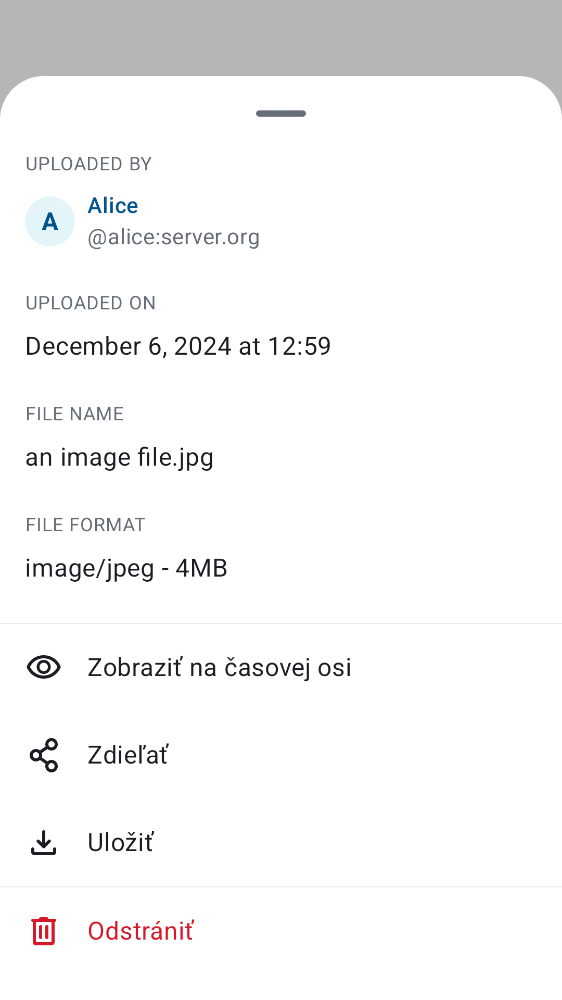 UPLOADED BY
A
Alice
@alice:server.org
UPLOADED ON
December 6, 2024 at 12:59
FILE NAME
an image file.jpg
FILE FORMAT
image/jpeg - 4MB
Zobraziť na časovej osi
Zdieľať
Uložiť
Odstrániť